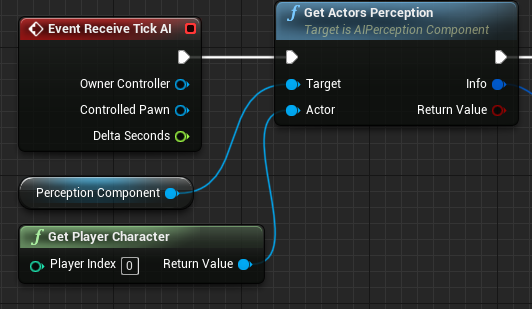 Event Receive Tick AI
Owner Controller
Controlled Pawn
Delta Seconds
f Get Actors Perception
Target is AIPerception Component
Target
Info
Actor
Return Value
Perception Component
f Get Player Character
Player Index 0
Return Value